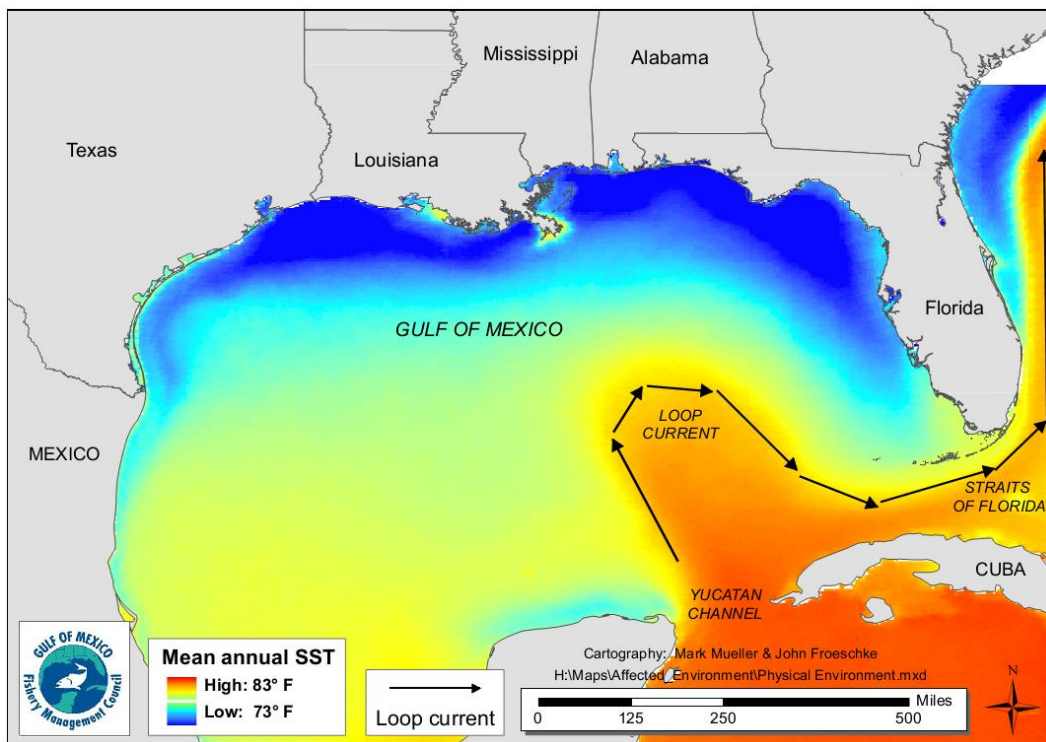 Mississippi
Alabama
Texas
Louisiana
GULF OF MEXICO
Florida
LOOP
CURRENT
MEXICO
STRAITS
OF FLORIDA
CUBA
YUCATAN
CHANNEL
GULF OF MEXICO
Fishery Management Council
Mean annual SST
High: 83° F
Low: 73° F
Loop current
Cartography: Mark Mueller & John Froeschke
H:\Maps\Affected_Environment\Physical Environment.mxd
Miles
0 125 250 500
N